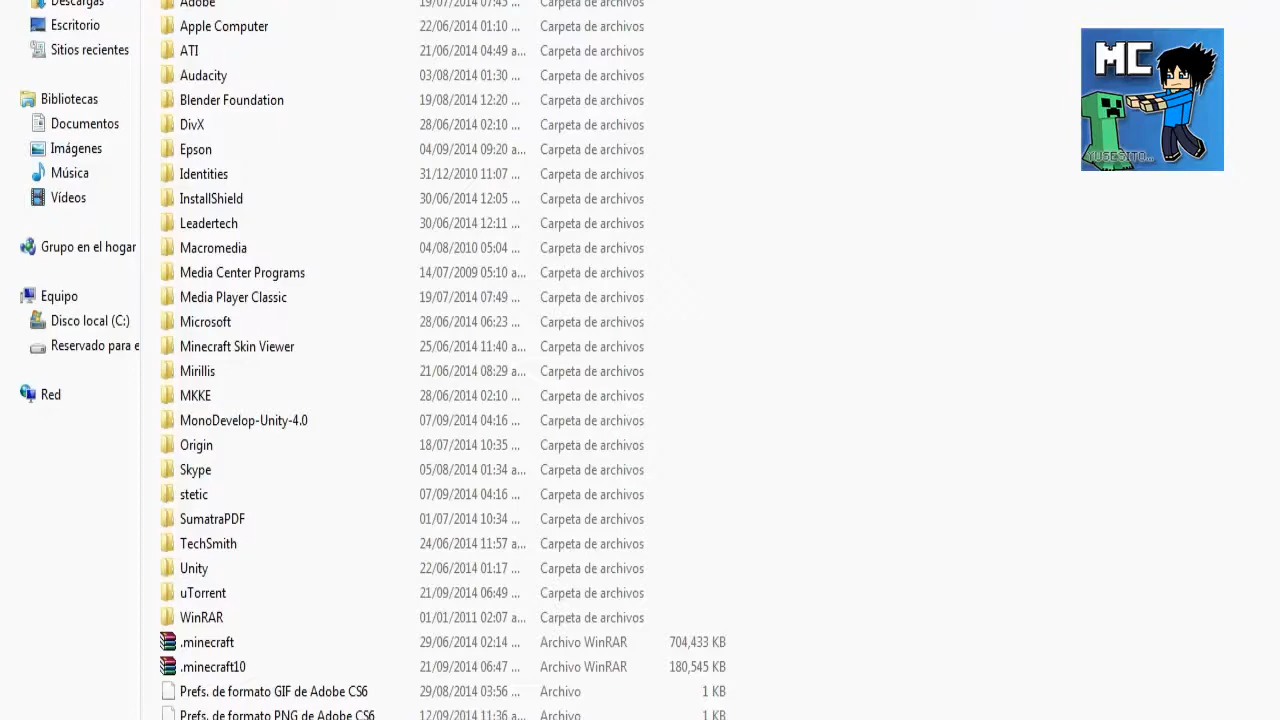 Descargas
Escritorio
Sitios recientes
Bibliotecas
Documentos
Imágenes
Música
Vídeos
Grupo en el hogar
Equipo
Disco local (C:)
Reservado para e
Red
Adobe 19/07/2014 07:45 ... Carpeta de archivos
Apple Computer 22/06/2014 01:10 ... Carpeta de archivos
ATI 21/06/2014 04:49 a... Carpeta de archivos
Audacity 03/08/2014 01:30 ... Carpeta de archivos
Blender Foundation 19/08/2014 12:20 ... Carpeta de archivos
DivX 28/06/2014 02:10 ... Carpeta de archivos
Epson 04/09/2014 09:20 ... Carpeta de archivos
Identities 31/12/2010 11:07 ... Carpeta de archivos
InstallShield 30/06/2014 12:05 ... Carpeta de archivos
Leadertech 30/06/2014 12:11 ... Carpeta de archivos
Macromedia 04/08/2010 05:04 ... Carpeta de archivos
Media Center Programs 14/07/2009 05:10 a... Carpeta de archivos
Media Player Classic 19/07/2014 07:49 ... Carpeta de archivos
Microsoft 28/06/2014 06:23 ... Carpeta de archivos
Minecraft Skin Viewer 25/06/2014 11:40 a... Carpeta de archivos
Mirillis 21/06/2014 08:29 ... Carpeta de archivos
MKKE 28/06/2014 02:10 ... Carpeta de archivos
MonoDevelop-Unity-4.0 07/09/2014 04:16 ... Carpeta de archivos
Origin 18/07/2014 10:35 ... Carpeta de archivos
Skype 05/08/2014 01:34 a... Carpeta de archivos
stetic 07/09/2014 04:16 ... Carpeta de archivos
SumatraPDF 01/07/2014 10:34 ... Carpeta de archivos
TechSmith 24/06/2014 11:57 a... Carpeta de archivos
Unity 22/06/2014 01:17 ... Carpeta de archivos
uTorrent 21/09/2014 06:49 ... Carpeta de archivos
WinRAR 01/01/2011 02:07 a... Carpeta de archivos
.minecraft 29/06/2014 02:14 ... Archivo WinRAR 704,433 KB
.minecraft10 21/09/2014 06:47 ... Archivo WinRAR 180,545 KB
Prefs. de formato GIF de Adobe CS6 29/08/2014 03:56 ... Archivo 1 KB
Prefs. de formato PNG de Adobe CS6 12/09/2014 11:36 ... Archivo 1 KB
MC
YUSESITO...